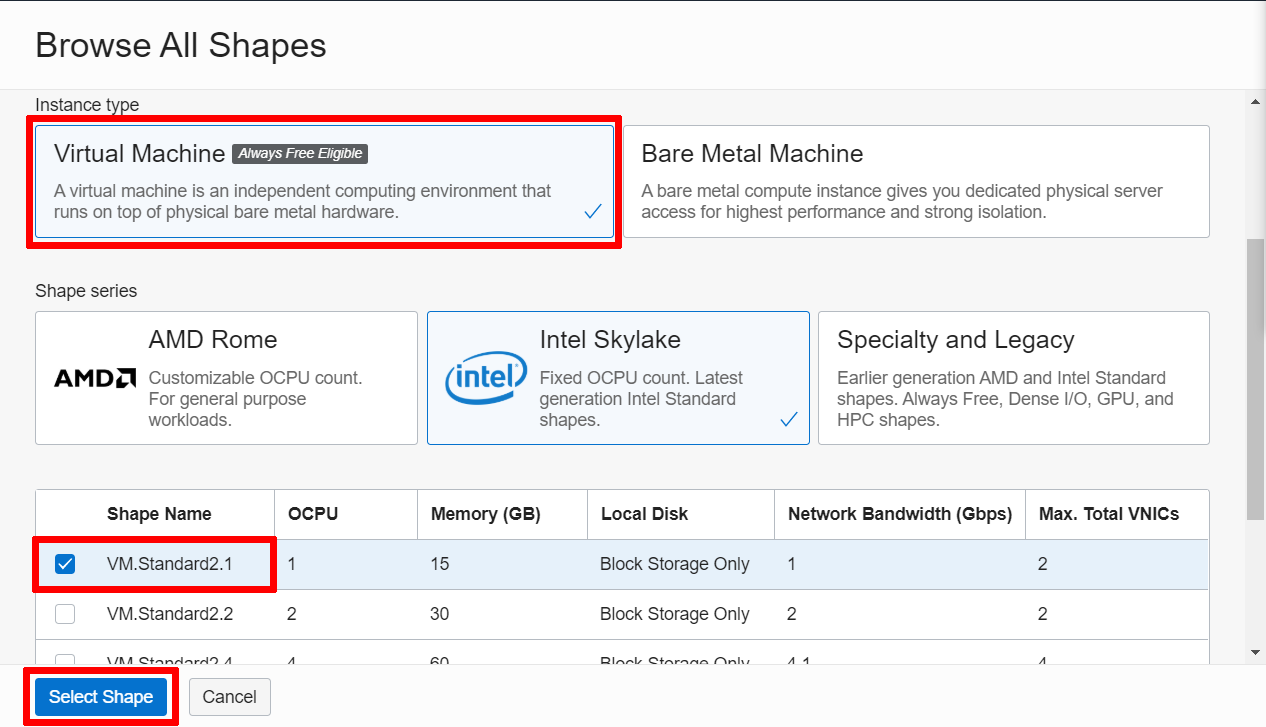 Browse All Shapes
Instance type
Virtual Machine Always Free Eligible
A virtual machine is an independent computing environment that
runs on top of physical bare metal hardware.
Bare Metal Machine
A bare metal compute instance gives you dedicated physical server
access for highest performance and strong isolation.
Shape series
AMD
AMD Rome
Customizable OCPU count.
For general purpose
workloads.
intel
Intel Skylake
Fixed OCPU count. Latest
generation Intel Standard
shapes.
Specialty and Legacy
Earlier generation AMD and Intel Standard
shapes. Always Free, Dense I/O, GPU, and
HPC shapes.
Shape Name OCPU Memory (GB) Local Disk Network Bandwidth (Gbps) Max. Total VNICs
VM.Standard2.1 1 15 Block Storage Only 1 2
VM.Standard2.2 2 30 Block Storage Only 2 2
VM.Standard2.4 4 60 Block Storage Only 4.1 4
Select Shape Cancel